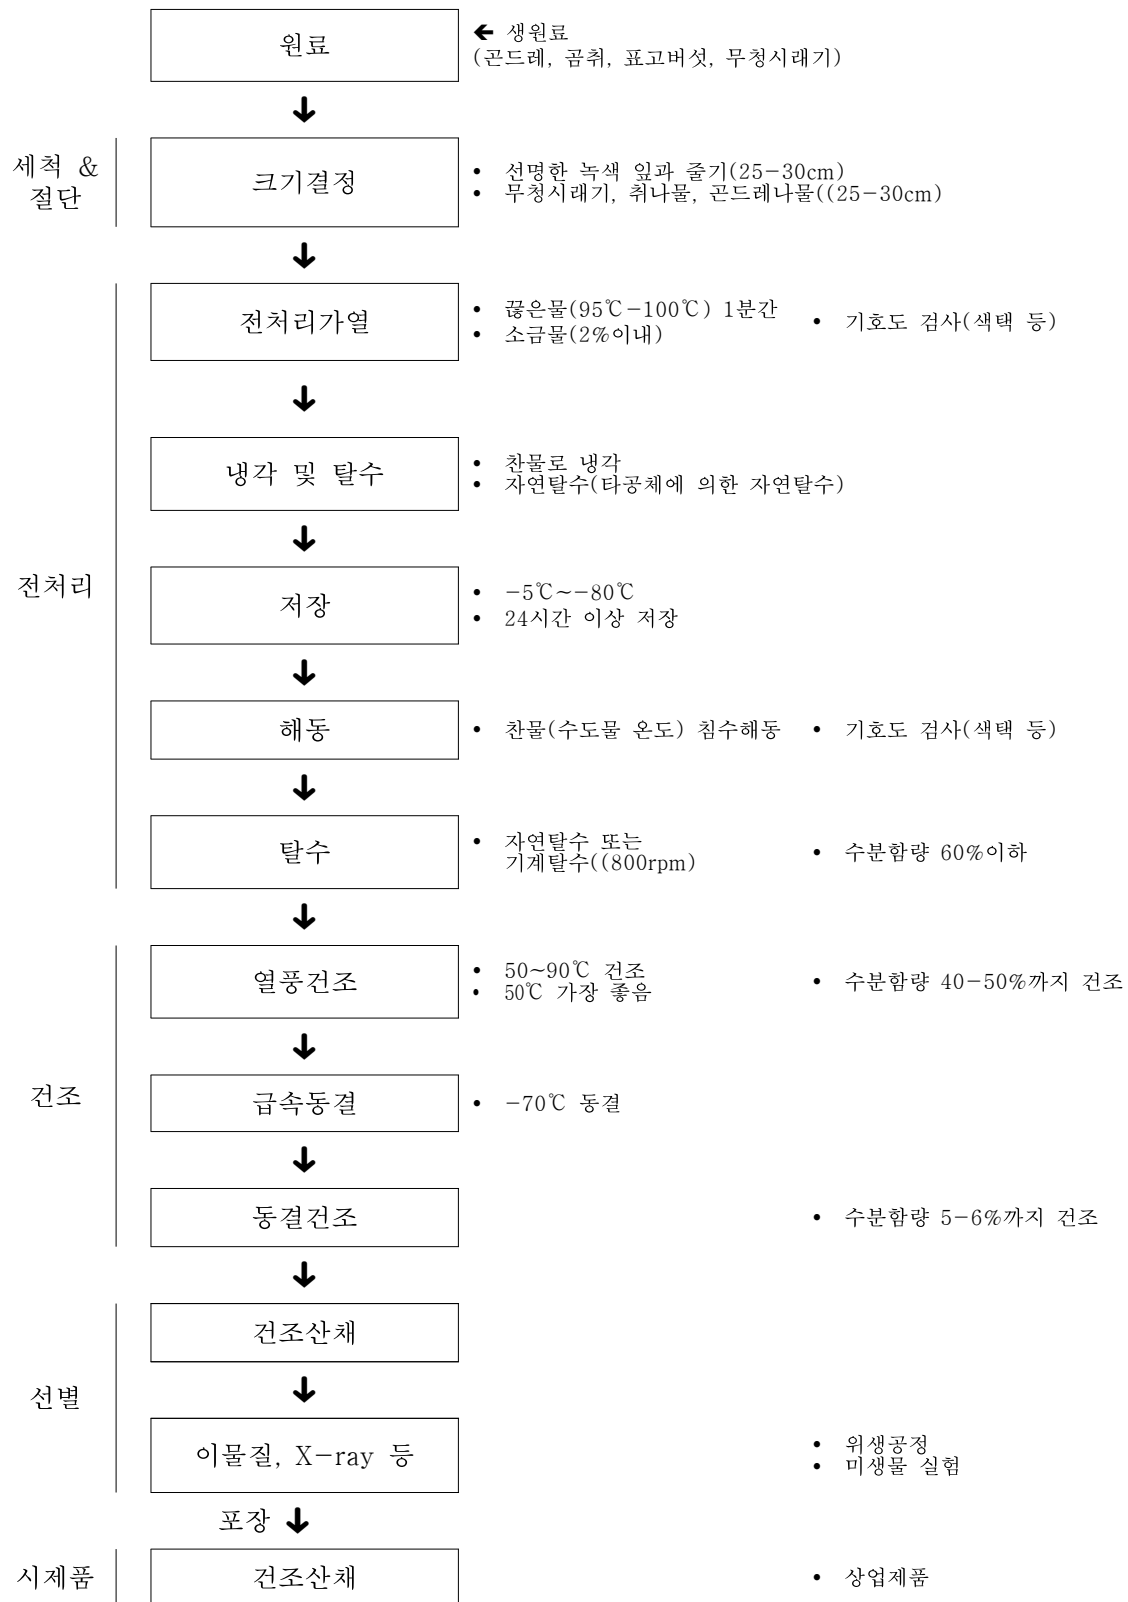 원료
🡸 생원료
(곤드레, 곰취, 표고버섯, 무청시래기)
🡻
세척 &
절단
크기결정
• 선명한 녹색 잎과 줄기(25-30cm)
• 무청시래기, 취나물, 곤드레나물((25-30cm)
🡻
전처리
전처리가열
• 끓은물(95℃-100℃) 1분간
• 소금물(2%이내)
• 기호도 검사(색택 등)
🡻
냉각 및 탈수
• 찬물로 냉각
• 자연탈수(타공체에 의한 자연탈수)
🡻
저장
• -5℃~-80℃
• 24시간 이상 저장
🡻
해동
• 찬물(수도물 온도) 침수해동
• 기호도 검사(색택 등)
🡻
탈수
• 자연탈수 또는
기계탈수((800rpm)
• 수분함량 60%이하
🡻
건조
열풍건조
• 50~90℃ 건조
• 50℃ 가장 좋음
• 수분함량 40-50%까지 건조
🡻
급속동결
• -70℃ 동결
🡻
동결건조
• 수분함량 5-6%까지 건조
🡻
선별
건조산채
🡻
이물질, X-ray 등
• 위생공정
• 미생물 실험
포장 🡻
시제품
건조산채
• 상업제품